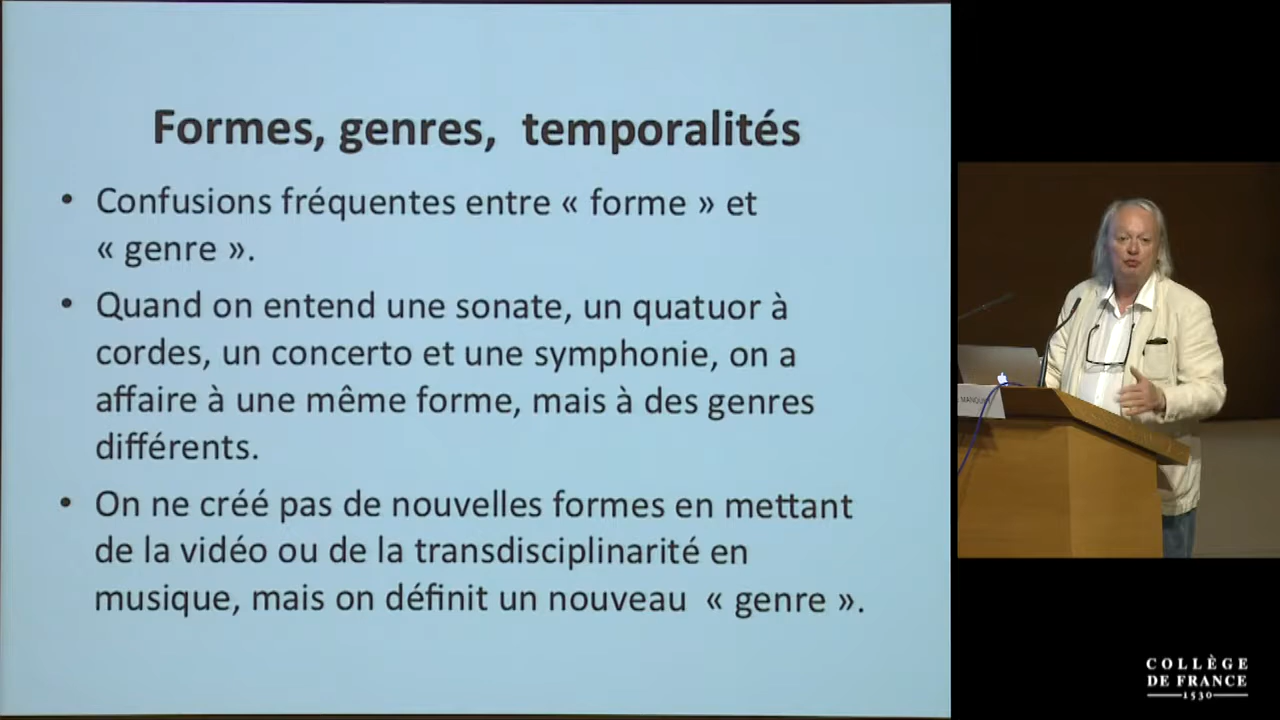 Formes, genres, temporalités
• Confusions fréquentes entre « forme » et
« genre ».
• Quand on entend une sonate, un quatuor à
cordes, un concerto et une symphonie, on a
affaire à une même forme, mais à des genres
différents.
• On ne créé pas de nouvelles formes en mettant
de la vidéo ou de la transdisciplinarité en
musique, mais on définit un nouveau « genre ».
COLLÈGE
DE FRANCE
1530